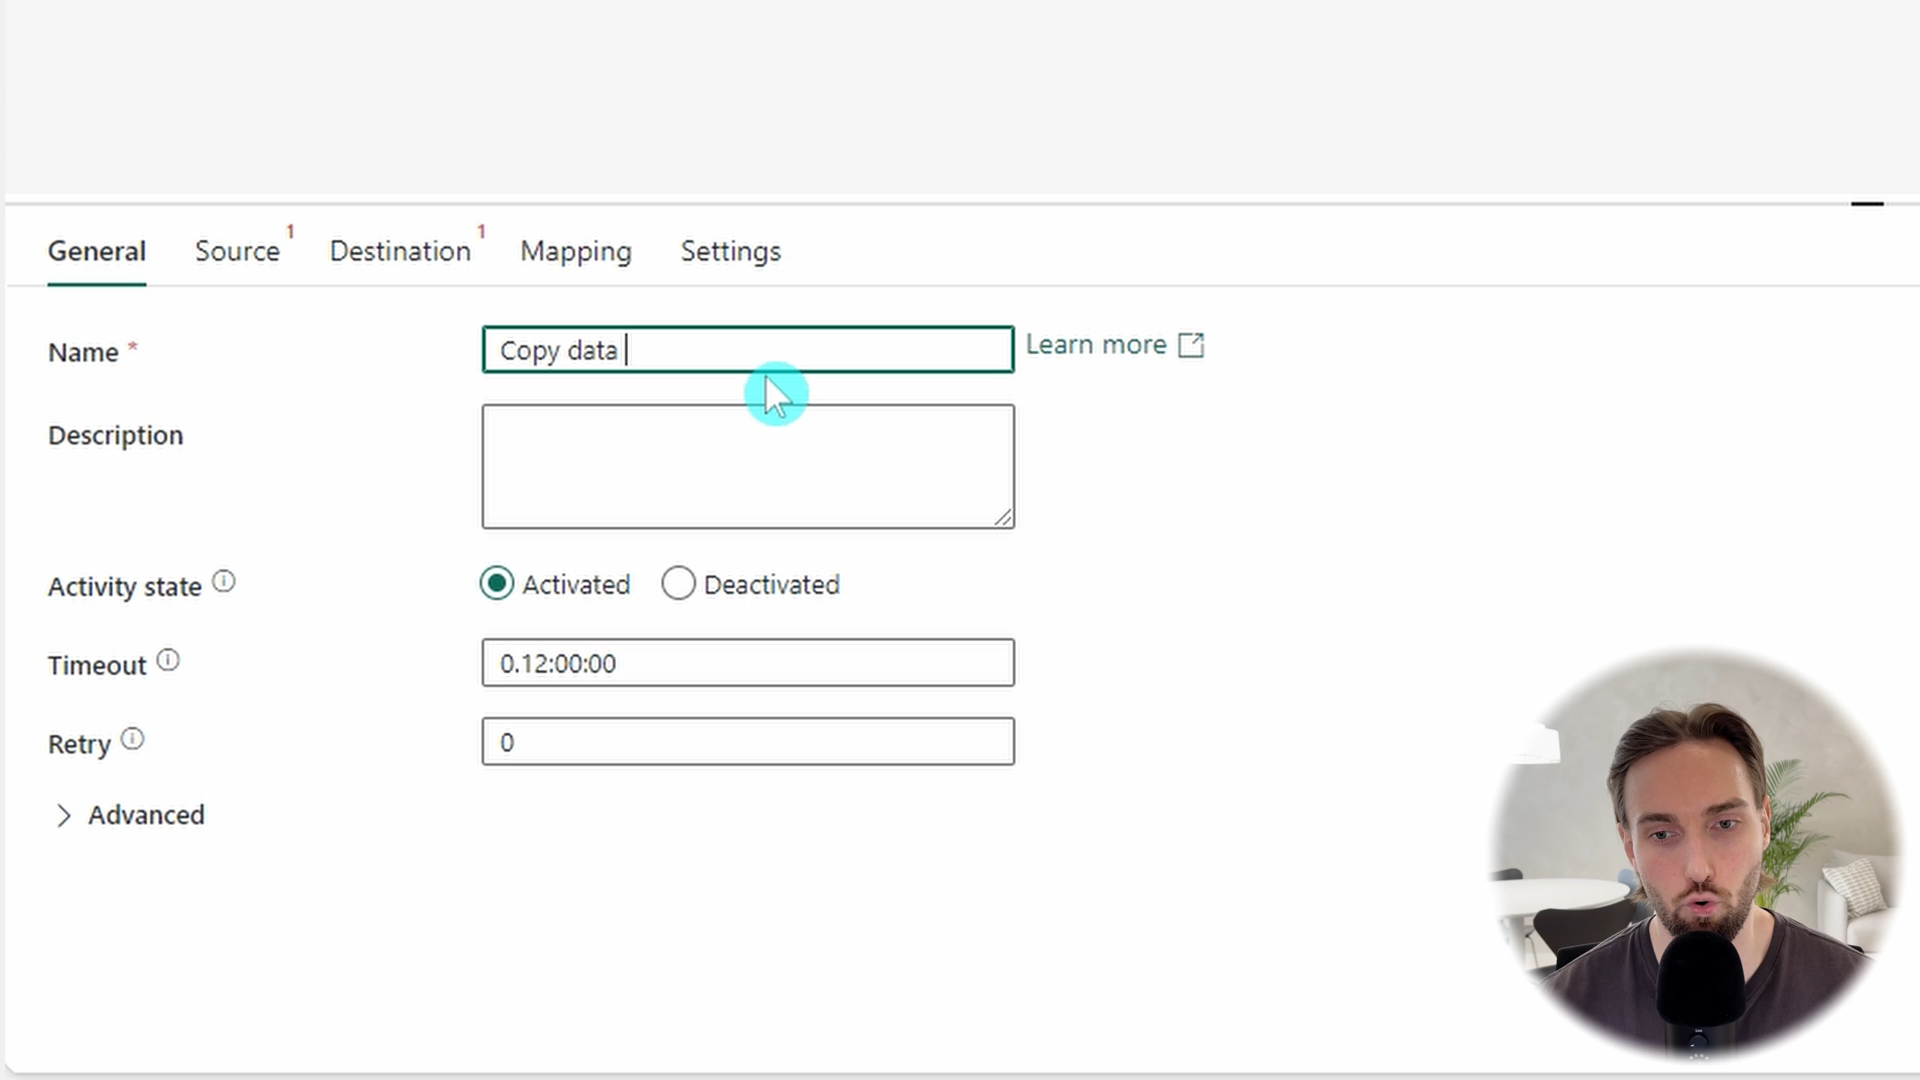 General Source 1 Destination 1 Mapping Settings
Name * Copy data Learn more
Description
Activity state Activated Deactivated
Timeout 0.12:00:00
Retry 0
Advanced